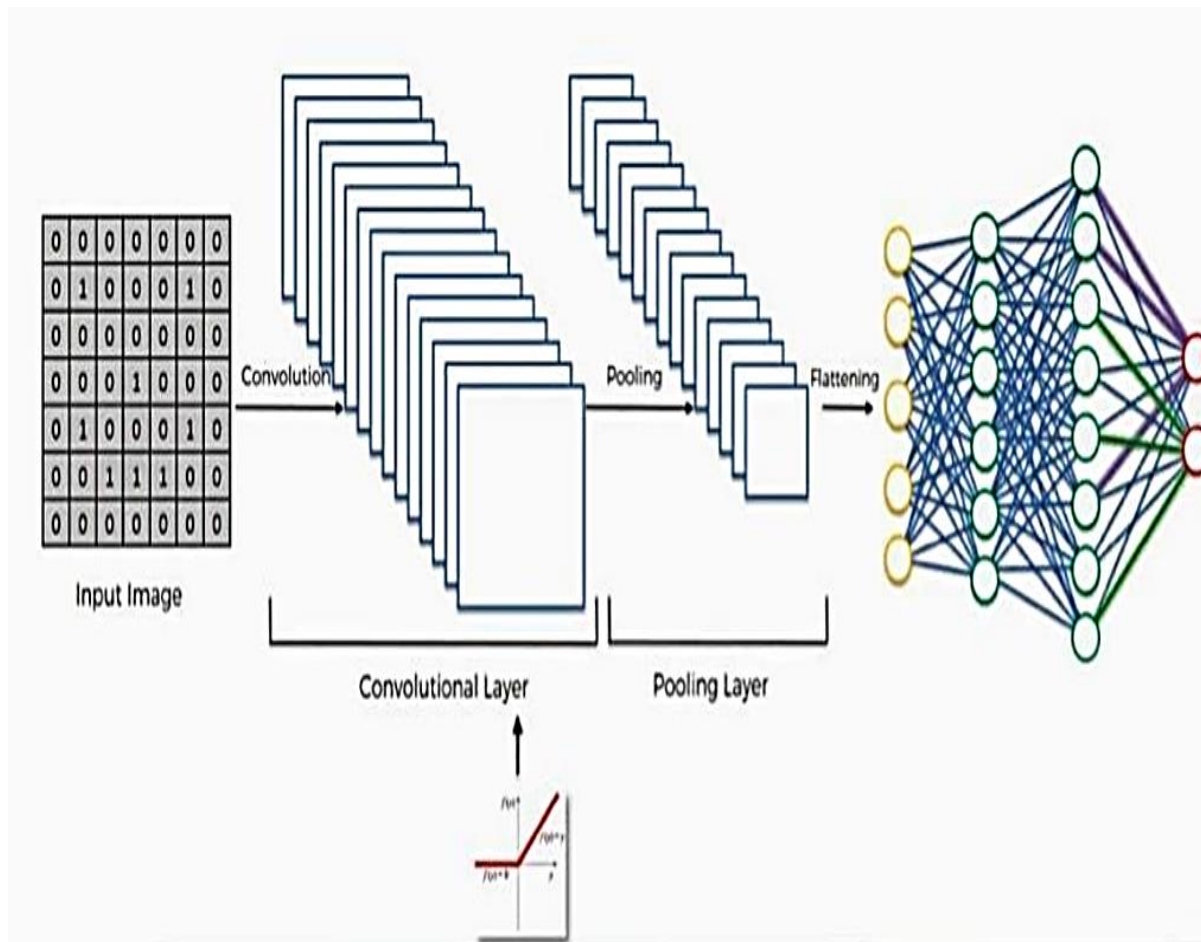 0 0 0 0 0 0 0
0 1 0 0 0 1 0
0 0 0 0 0 0 0
0 0 0 1 0 0 0
0 1 0 0 0 1 0
0 0 1 1 1 0 0
0 0 0 0 0 0 0
Input Image
Convolution
Pooling
Flattening
Convolutional Layer
Pooling Layer